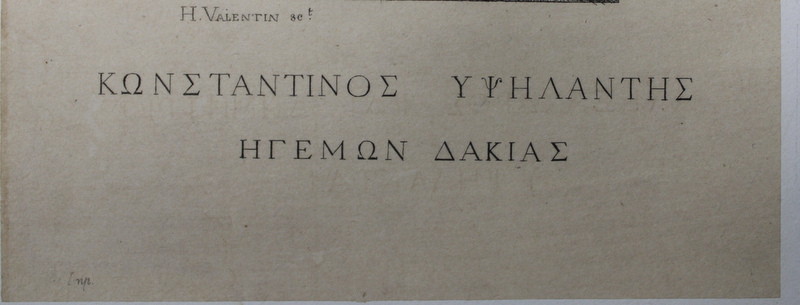 H. Valentin sc.t
ΚΩΝΣΤΑΝΤΙΝΟΣ ΥΨΗΛΑΝΤΗΣ
ΗΓΕΜΩΝ ΔΑΚΙΑΣ